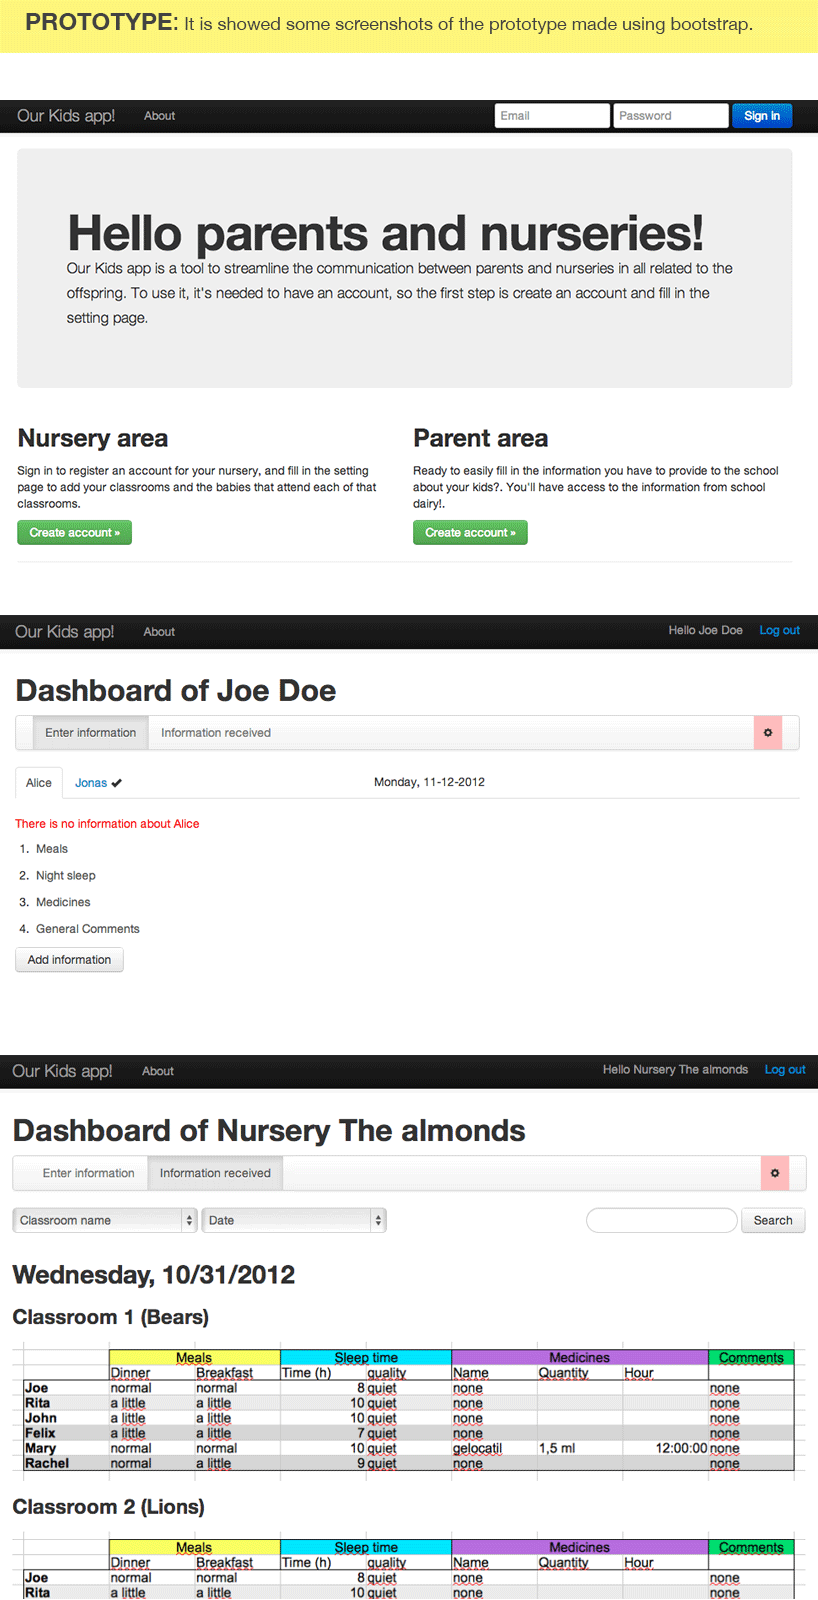 PROTOTYPE: It is showed some screenshots of the prototype made using bootstrap.
Our Kids app! About Email Password Sign in
Hello parents and nurseries!
Our Kids app is a tool to streamline the communication between parents and nurseries in all related to the
offspring. To use it, it's needed to have an account, so the first step is create an account and fill in the
setting page.
Nursery area
Sign in to register an account for your nursery, and fill in the setting
page to add your classrooms and the babies that attend each of that
classrooms.
Create account »
Parent area
Ready to easily fill in the information you have to provide to the school
about your kids?. You'll have access to the information from school
dairy!.
Create account »
Our Kids app! About Hello Joe Doe Log out
Dashboard of Joe Doe
Enter information Information received
Alice Jonas ✔ Monday, 11-12-2012
There is no information about Alice
1. Meals
2. Night sleep
3. Medicines
4. General Comments
Add information
Our Kids app! About Hello Nursery The almonds Log out
Dashboard of Nursery The almonds
Enter information Information received
Classroom name Date Search
Wednesday, 10/31/2012
Classroom 1 (Bears)
Meals Sleep time Medicines Comments
Dinner Breakfast Time (h) quality Name Quantity Hour
Joe normal normal 8 quiet none none
Rita a little a little 10 quiet none none
John a little a little 10 quiet none none
Felix a little a little 7 quiet none none
Mary normal normal 10 quiet gelocatil 1,5 ml 12:00:00 none
Rachel normal a little 9 quiet none none
Classroom 2 (Lions)
Meals Sleep time Medicines Comments
Dinner Breakfast Time (h) quality Name Quantity Hour
Joe normal normal 8 quiet none none
Rita a little a little 10 quiet none none